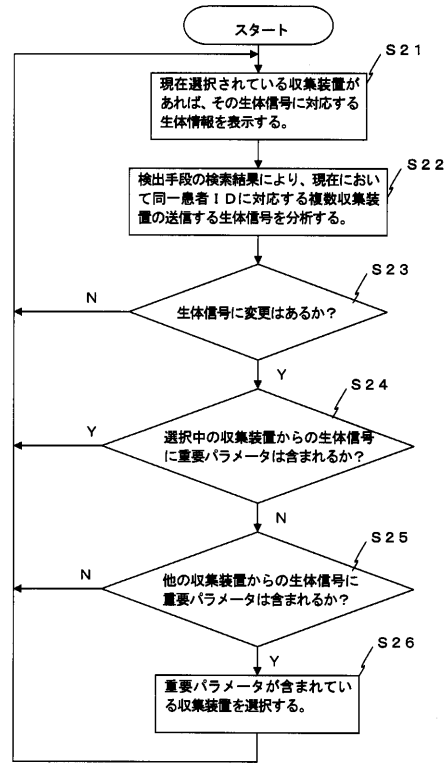 スタート
S21
現在選択されている収集装置が
あれば、その生体信号に対応する
生体情報を表示する。
S22
検出手段の検索結果により、現在において
同一患者IDに対応する複数収集装
置の送信する生体信号を分析する。
S23
N
生体信号に変更はあるか?
Y
S24
Y
選択中の収集装置からの生体信号
に重要パラメータは含まれるか?
N
S25
N
他の収集装置からの生体信号に
重要パラメータは含まれるか?
Y
S26
重要パラメータが含まれてい
る収集装置を選択する。